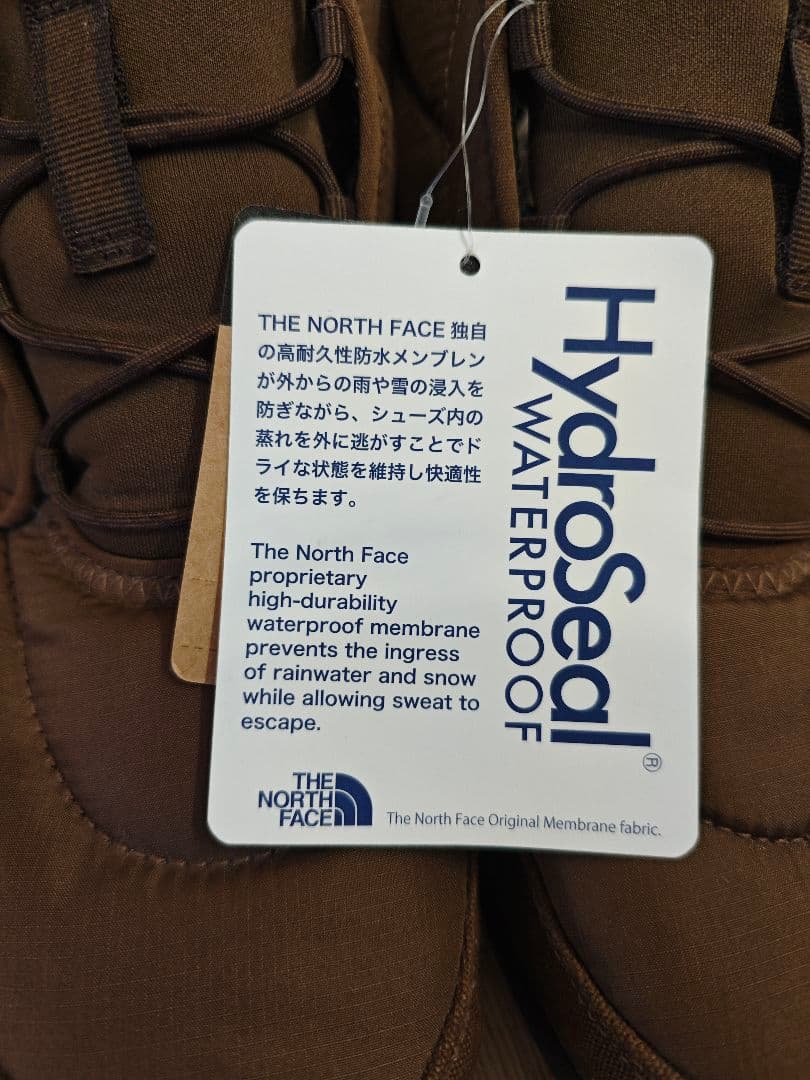 THE NORTH FACE 独自
の高耐久性防水メンブレン
が外からの雨や雪の浸入を
防ぎながら、シューズ内の
蒸れを外に逃がすことでド
ライな状態を維持し快適性
を保ちます。
The North Face
proprietary
high-durability
waterproof membrane
prevents the ingress
of rainwater and snow
while allowing sweat to
escape.
HydroSeal®
WATERPROOF
THE
NORTH
FACE
The North Face Original Membrane fabric.